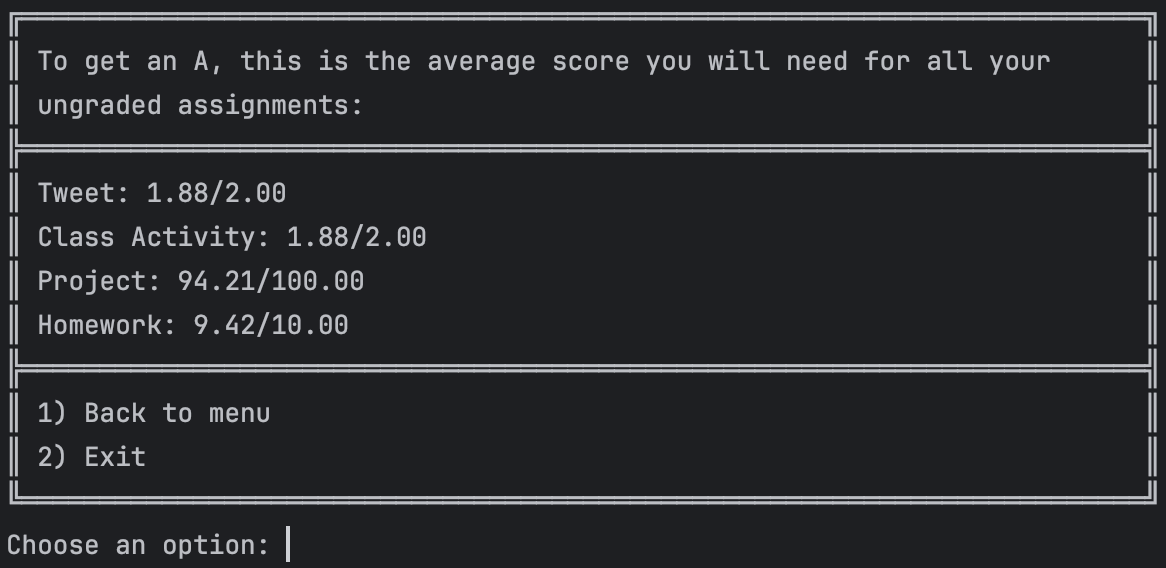 To get an A, this is the average score you will need for all your
ungraded assignments:
Tweet: 1.88/2.00
Class Activity: 1.88/2.00
Project: 94.21/100.00
Homework: 9.42/10.00
1) Back to menu
2) Exit
Choose an option: